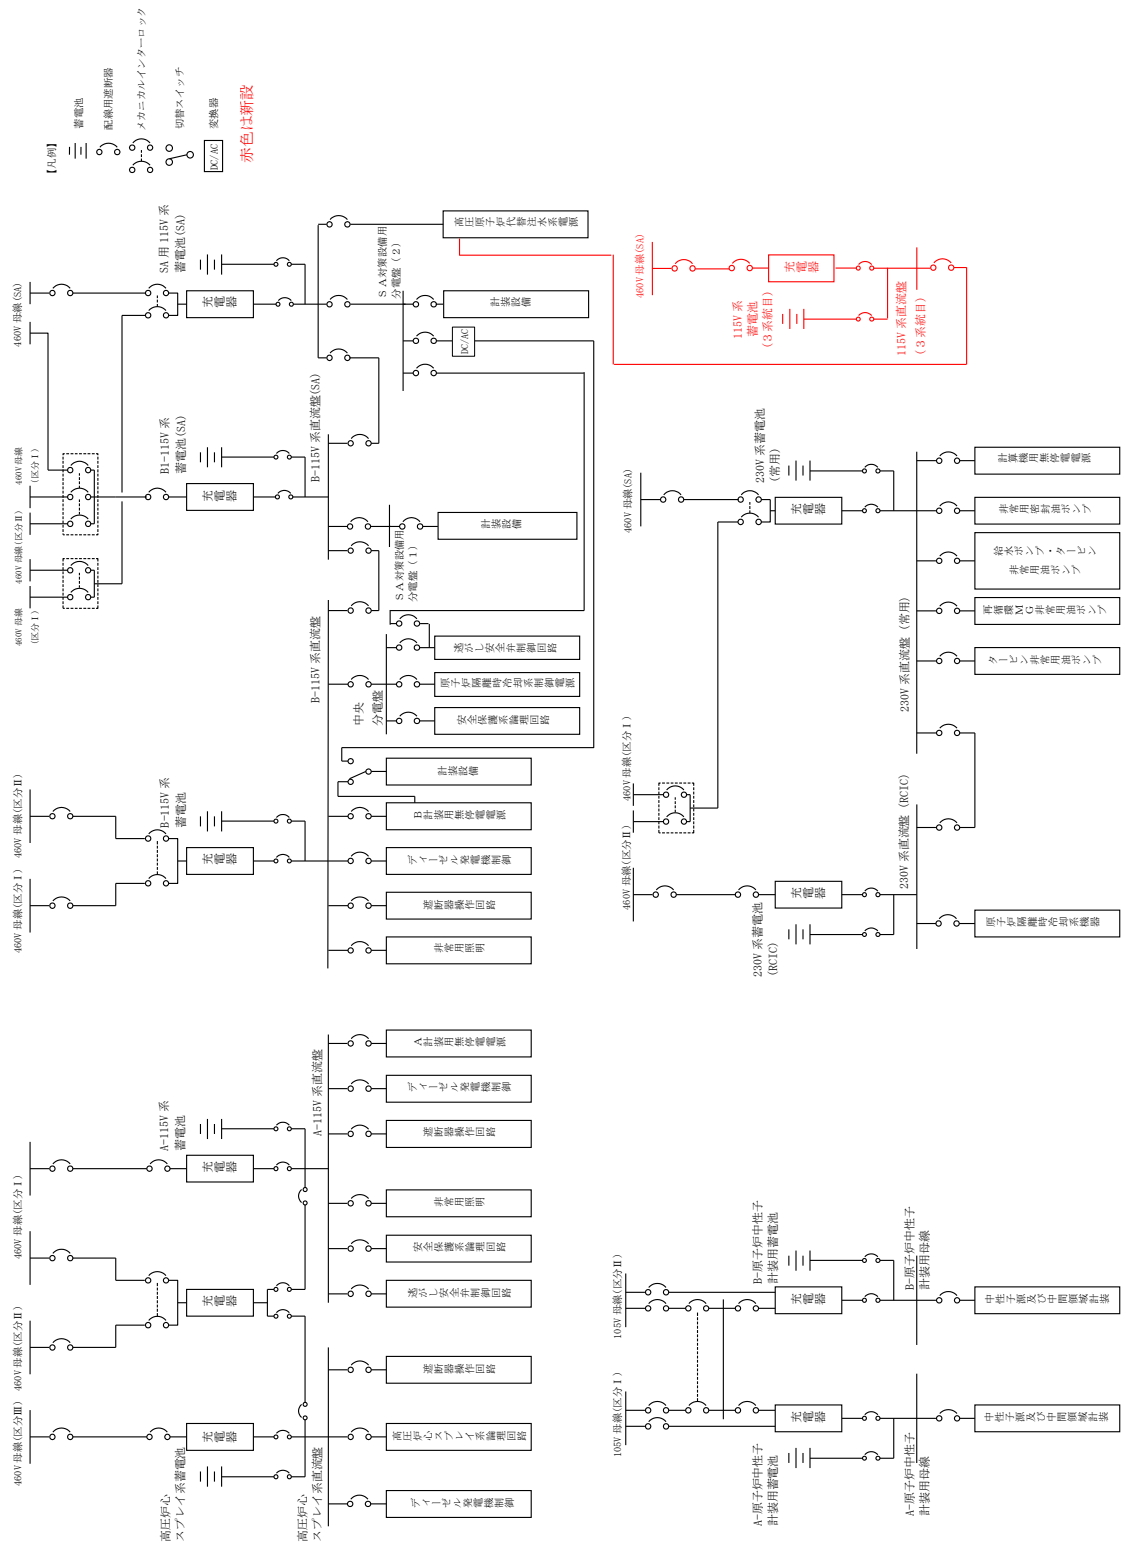 【凡例】
蓄電池
配線用遮断器
メカニカルインターロック
切替スイッチ
DC/AC
変換器
赤色は新設
460V 母線(区分Ⅲ)
460V 母線(区分Ⅱ)
460V 母線(区分Ⅰ)
高圧炉心
スプレイ系蓄電池
充電器
充電器
A-115V 系
蓄電池
充電器
高圧炉心
スプレイ系直流盤
A-115V 系直流盤
ディーゼル発電機制御
高圧炉心スプレイ系論理回路
遮断器操作回路
逃がし安全弁制御回路
安全保護系論理回路
非常用照明
遮断器操作回路
ディーゼル発電機制御
A計装用無停電電源
460V 母線(区分Ⅰ)
460V 母線(区分Ⅱ)
B-115V 系
蓄電池
充電器
B-115V 系直流盤
非常用照明
遮断器操作回路
ディーゼル発電機制御
B計装用無停電電源
計装設備
中央
分電盤
安全保護系論理回路
原子炉隔離時冷却系制御電源
逃がし安全弁制御回路
460V 母線
(区分Ⅰ)
460V 母線(区分Ⅱ)
460V 母線
(区分Ⅰ)
460V 母線(SA)
B1-115V 系
蓄電池(SA)
充電器
B-115V 系直流盤(SA)
ＳＡ対策設備用
分電盤（１）
計装設備
SA 用 115V 系
蓄電池(SA)
充電器
ＳＡ対策設備用
分電盤（２）
DC/AC
計装設備
高圧原子炉代替注水系電源
105V 母線(区分Ⅰ)
105V 母線(区分Ⅱ)
A-原子炉中性子
計装用蓄電池
充電器
B-原子炉中性子
計装用蓄電池
充電器
A-原子炉中性子
計装用母線
B-原子炉中性子
計装用母線
中性子源及び中間領域計装
中性子源及び中間領域計装
460V 母線(区分Ⅱ)
460V 母線(区分Ⅰ)
460V 母線(SA)
230V 系蓄電池
(RCIC)
充電器
230V 系蓄電池
(常用)
充電器
230V 系直流盤 (RCIC)
230V 系直流盤 (常用)
原子炉隔離時冷却系機器
タービン非常用油ポンプ
再循環ＭＧ非常用油ポンプ
給水ポンプ・タービン
非常用油ポンプ
非常用密封油ポンプ
計算機用無停電電源
460V 母線(SA)
115V 系
蓄電池
(３系統目)
充電器
115V 系直流盤
(３系統目)